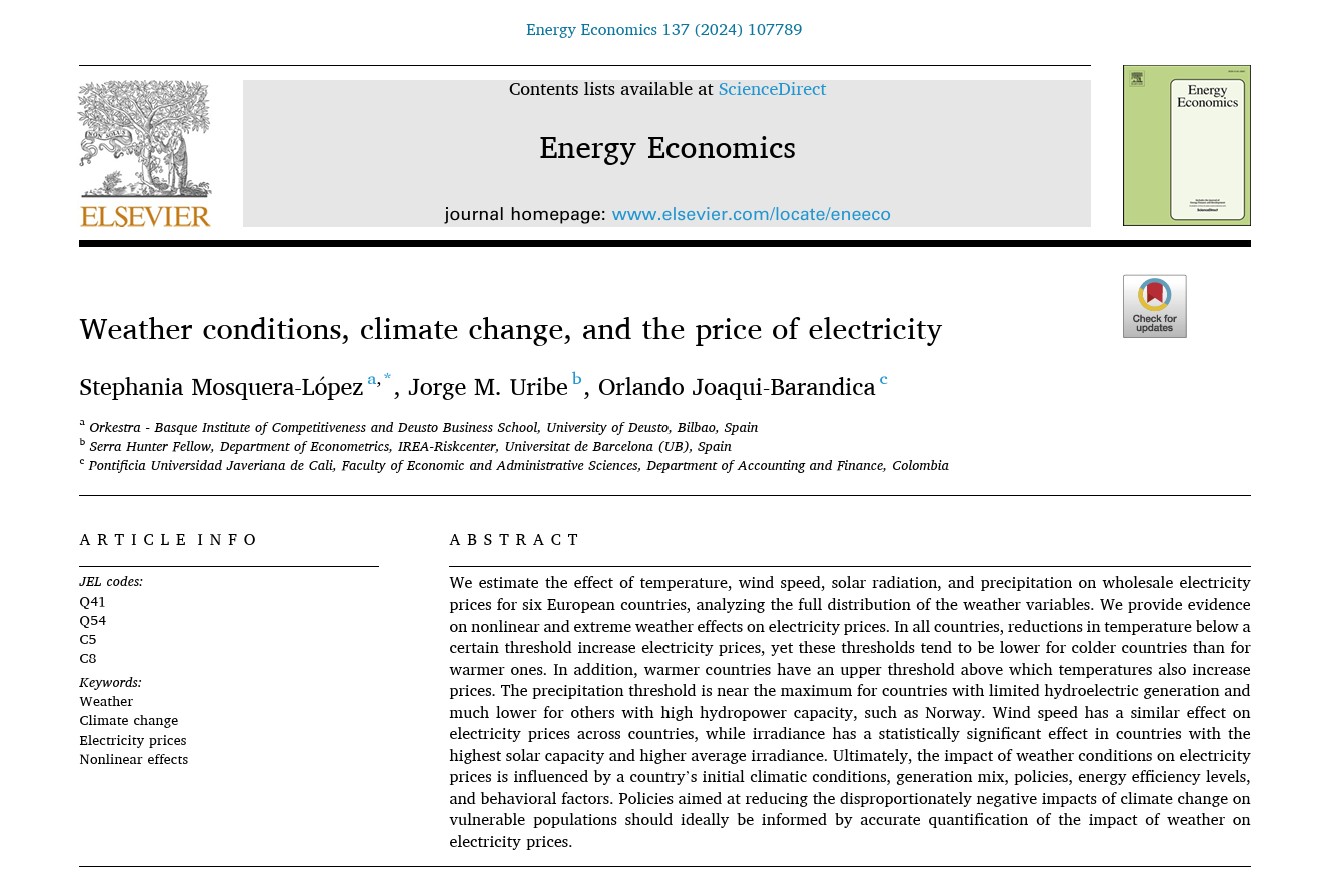 Energy Economics 137 (2024) 107789
Contents lists available at ScienceDirect
Energy Economics
journal homepage: www.elsevier.com/locate/eneeco
ELSEVIER
Energy
Economics
Check for
updates
Weather conditions, climate change, and the price of electricity
Stephania Mosquera-López a,*, Jorge M. Uribe b, Orlando Joaqui-Barandica c
a Orkestra - Basque Institute of Competitiveness and Deusto Business School, University of Deusto, Bilbao, Spain
b Serra Hunter Fellow, Department of Econometrics, IREA-Riskcenter, Universitat de Barcelona (UB), Spain
c Pontificia Universidad Javeriana de Cali, Faculty of Economic and Administrative Sciences, Department of Accounting and Finance, Colombia
ARTICLE INFO
JEL codes:
Q41
Q54
C5
C8
Keywords:
Weather
Climate change
Electricity prices
Nonlinear effects
ABSTRACT
We estimate the effect of temperature, wind speed, solar radiation, and precipitation on wholesale electricity
prices for six European countries, analyzing the full distribution of the weather variables. We provide evidence
on nonlinear and extreme weather effects on electricity prices. In all countries, reductions in temperature below a
certain threshold increase electricity prices, yet these thresholds tend to be lower for colder countries than for
warmer ones. In addition, warmer countries have an upper threshold above which temperatures also increase
prices. The precipitation threshold is near the maximum for countries with limited hydroelectric generation and
much lower for others with high hydropower capacity, such as Norway. Wind speed has a similar effect on
electricity prices across countries, while irradiance has a statistically significant effect in countries with the
highest solar capacity and higher average irradiance. Ultimately, the impact of weather conditions on electricity
prices is influenced by a country's initial climatic conditions, generation mix, policies, energy efficiency levels,
and behavioral factors. Policies aimed at reducing the disproportionately negative impacts of climate change on
vulnerable populations should ideally be informed by accurate quantification of the impact of weather on
electricity prices.